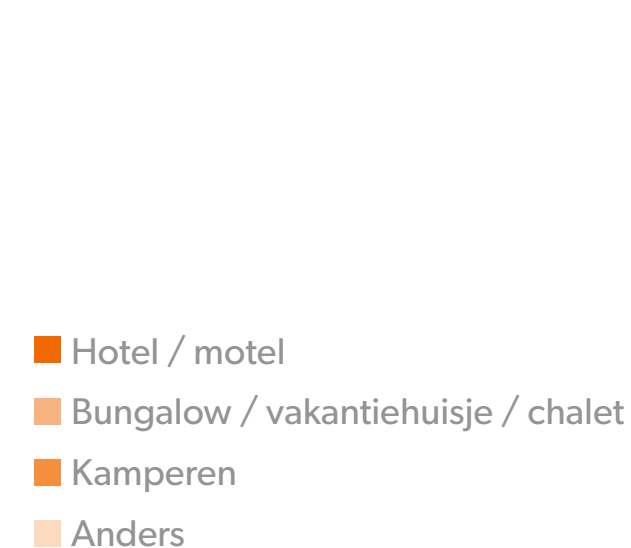 Hotel / motel
Bungalow / vakantiehuisje / chalet
Kamperen
Anders